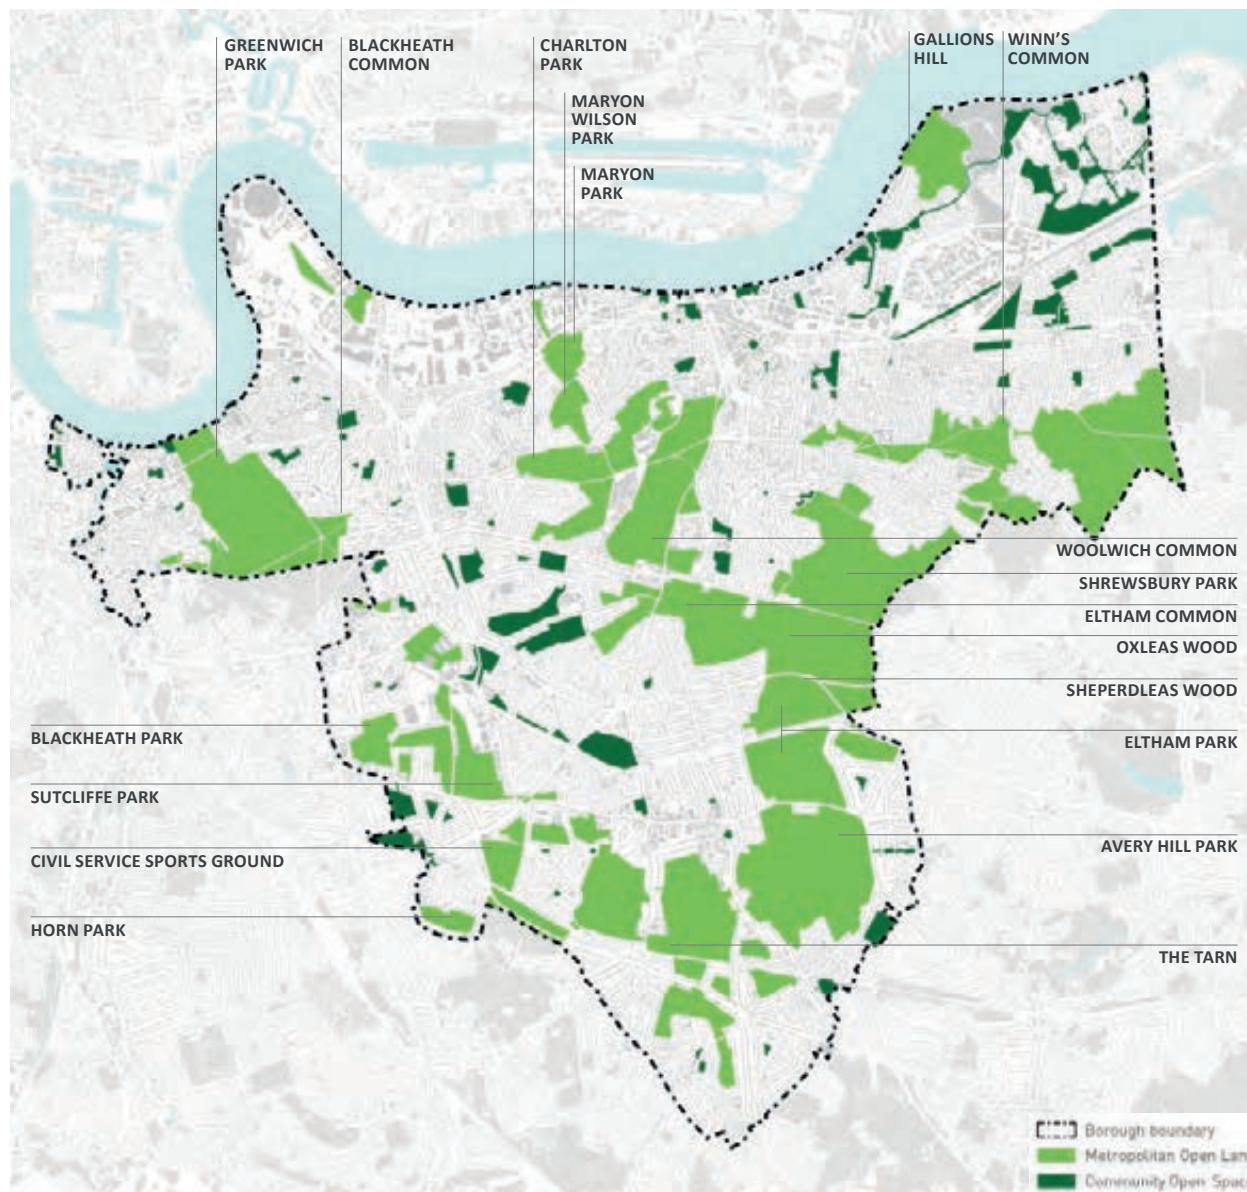 GREENWICH
PARK
BLACKHEATH
COMMON
CHARLTON
PARK
MARYON
WILSON
PARK
MARYON
PARK
GALLIONS
HILL
WINN'S
COMMON
WOOLWICH COMMON
SHREWSBURY PARK
ELTHAM COMMON
OXLEAS WOOD
SHEPERDLEAS WOOD
ELTHAM PARK
AVERY HILL PARK
THE TARN
BLACKHEATH PARK
SUTCLIFFE PARK
CIVIL SERVICE SPORTS GROUND
HORN PARK
Borough boundary
Metropolitan Open Lan
Community Open Spac